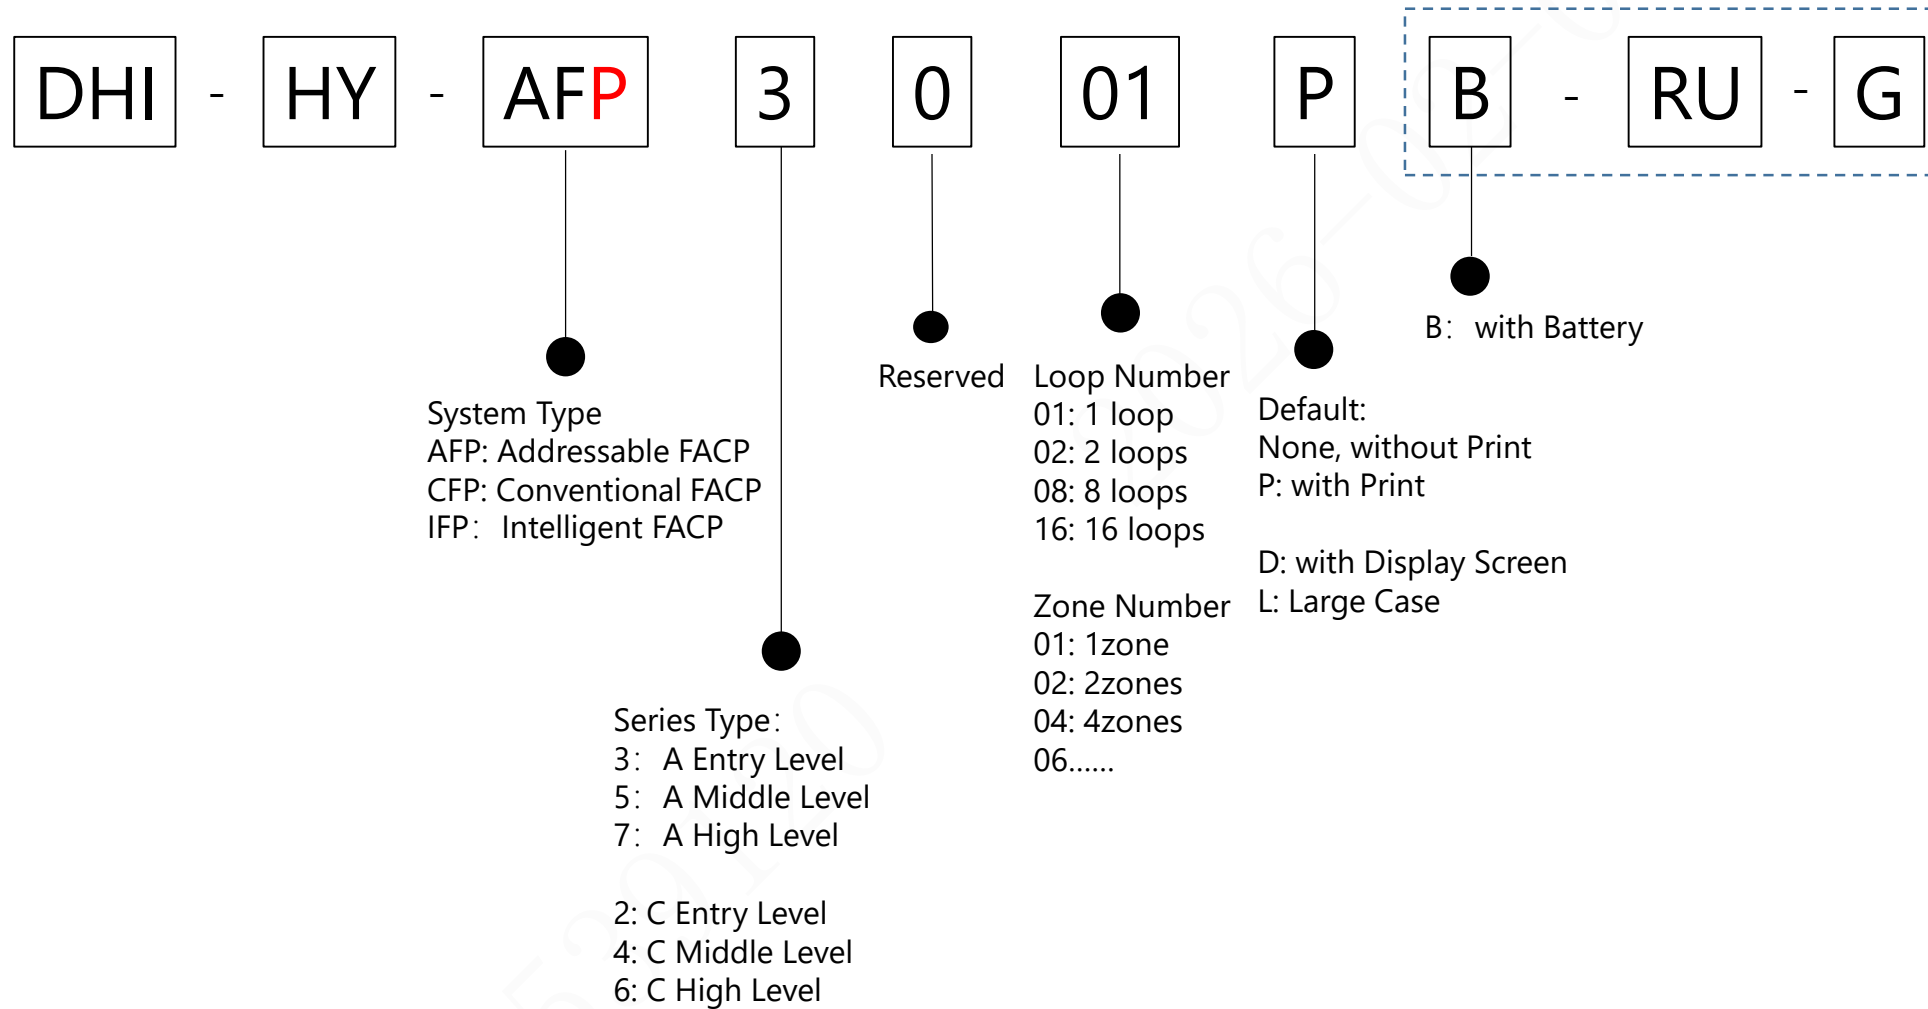 DHI - HY - AFP 3 0 01 P B - RU - G
B： with Battery
Reserved
Loop Number
01: 1 loop
02: 2 loops
08: 8 loops
16: 16 loops
Zone Number
01: 1zone
02: 2zones
04: 4zones
06......
Default:
None, without Print
P: with Print
D: with Display Screen
L: Large Case
System Type
AFP: Addressable FACP
CFP: Conventional FACP
IFP： Intelligent FACP
Series Type：
3： A Entry Level
5： A Middle Level
7： A High Level
2: C Entry Level
4: C Middle Level
6: C High Level